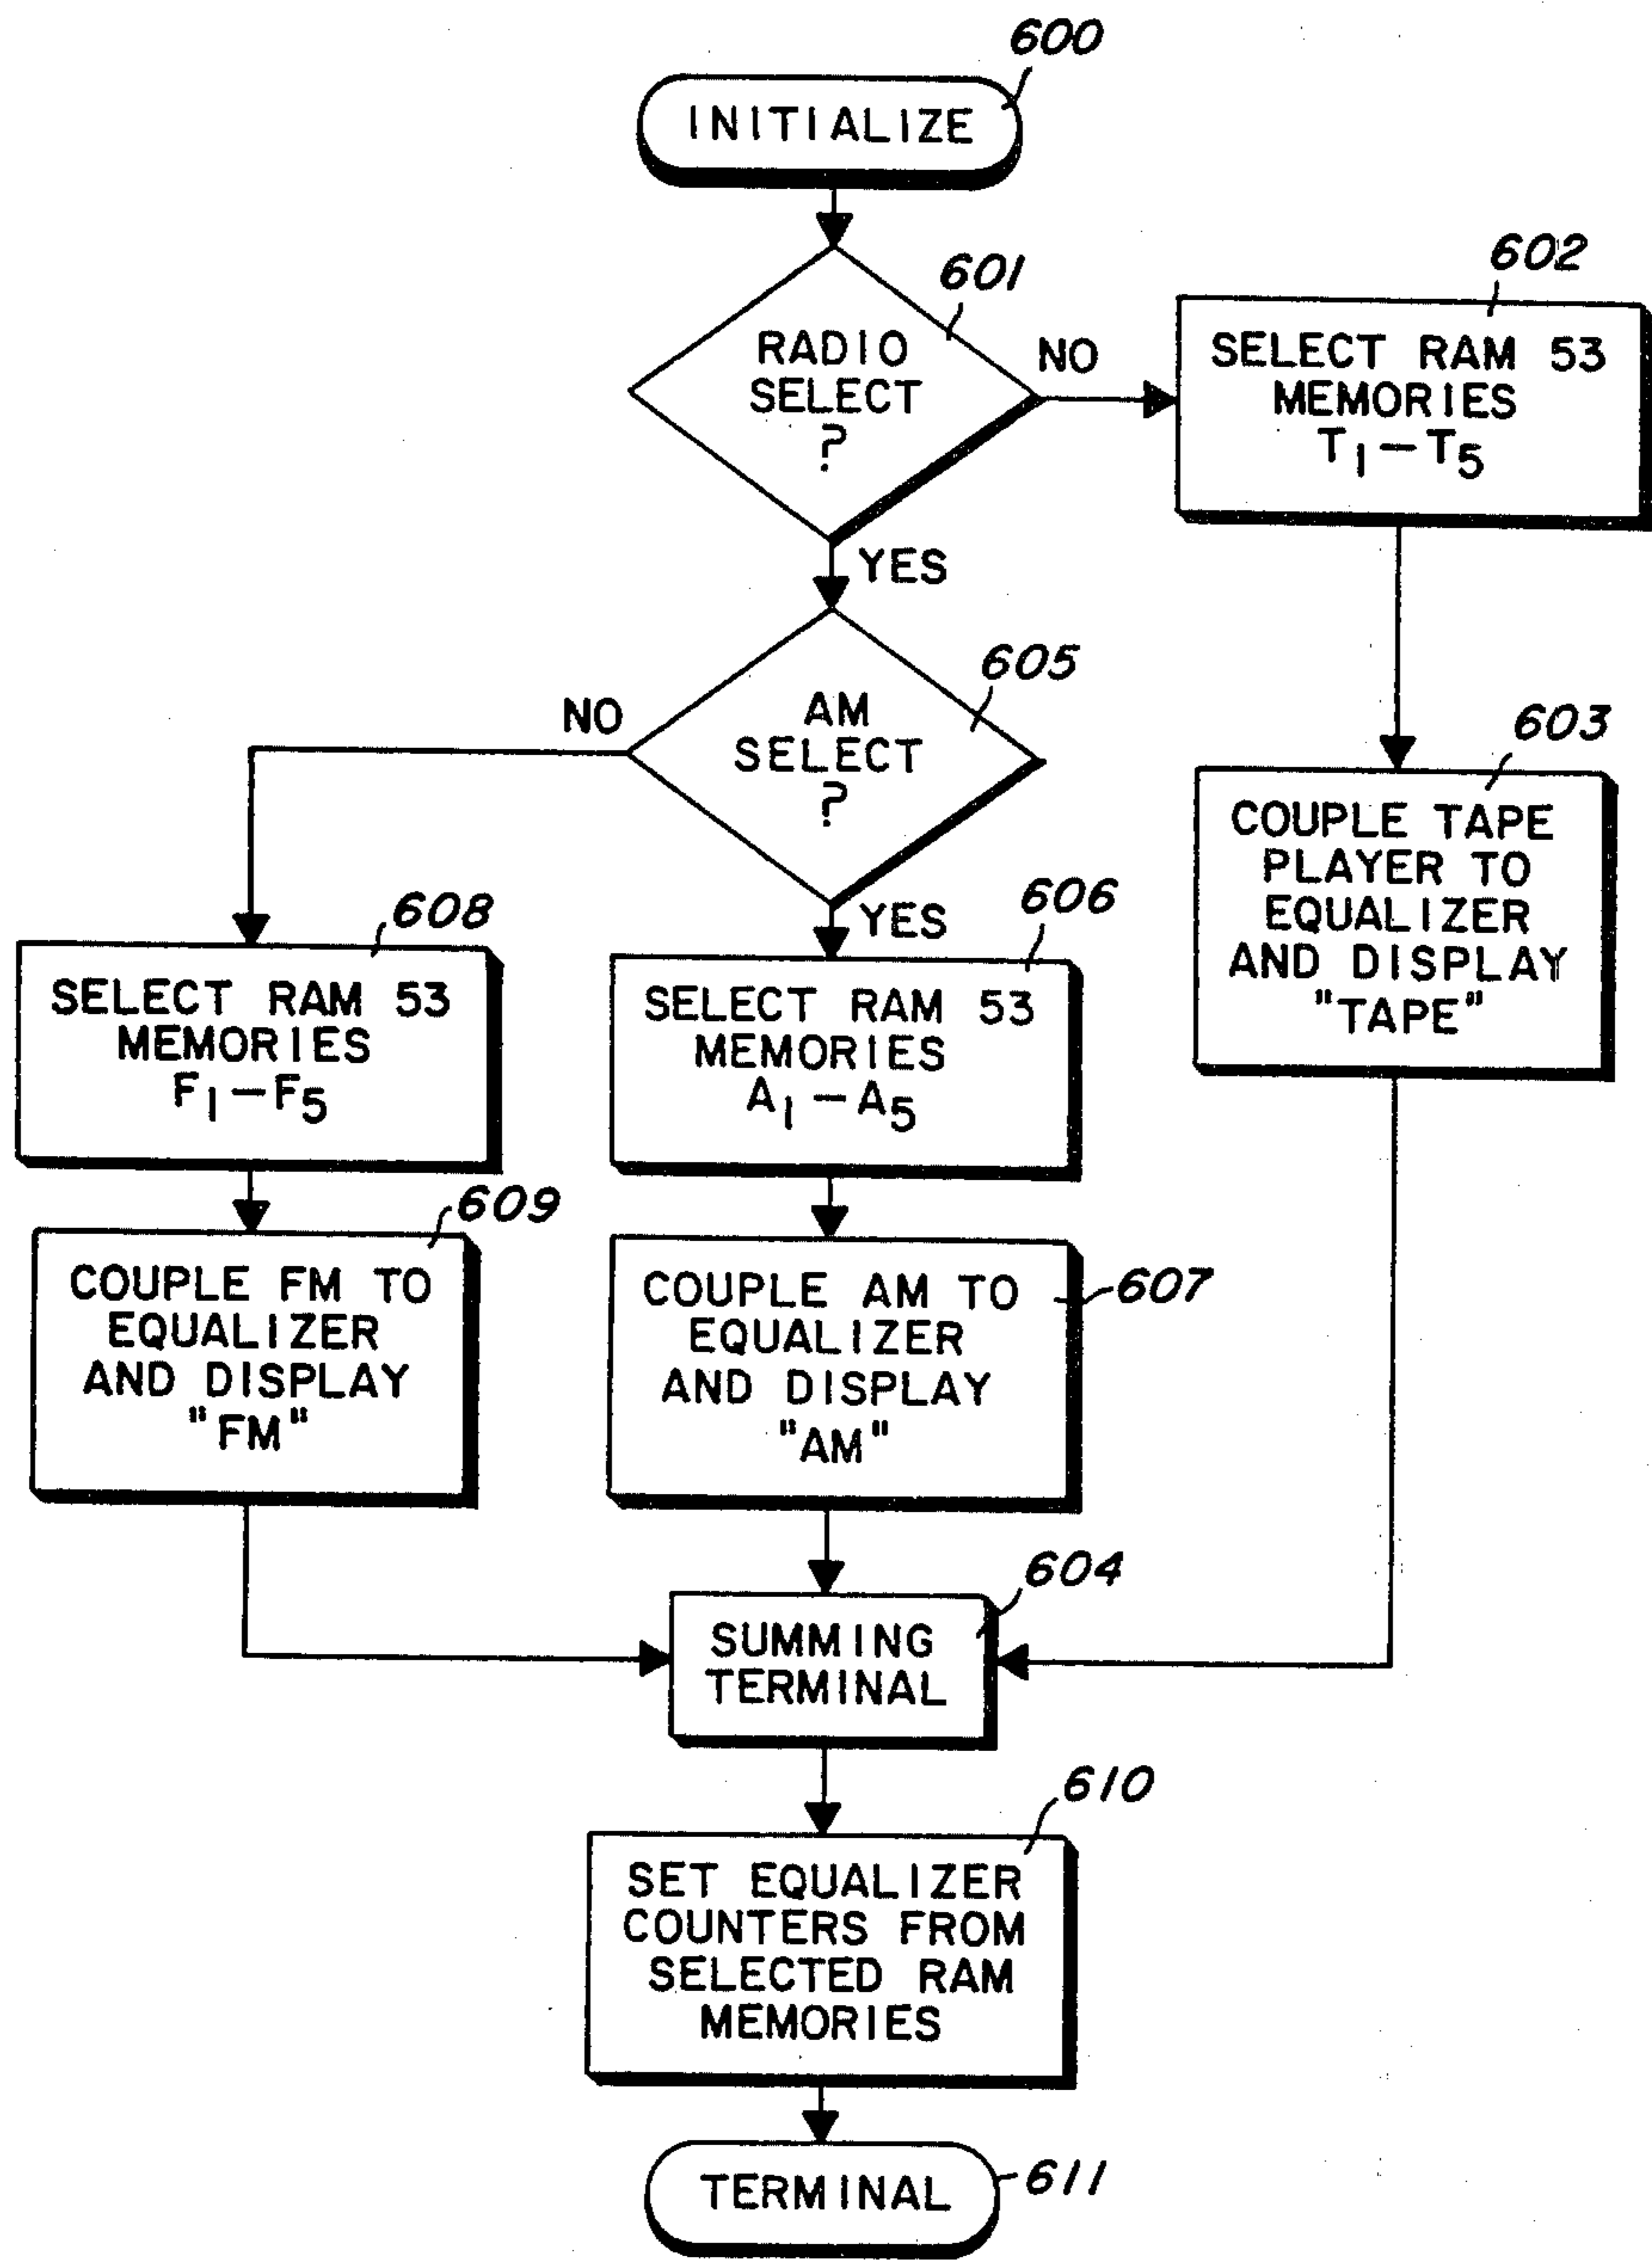 600
INITIALIZE
601
RADIO
SELECT
?
NO
YES
602
SELECT RAM 53
MEMORIES
T₁—T₅
603
COUPLE TAPE
PLAYER TO
EQUALIZER
AND DISPLAY
"TAPE"
605
AM
SELECT
?
NO
YES
608
SELECT RAM 53
MEMORIES
F₁—F₅
606
SELECT RAM 53
MEMORIES
A₁—A₅
609
COUPLE FM TO
EQUALIZER
AND DISPLAY
"FM"
607
COUPLE AM TO
EQUALIZER
AND DISPLAY
"AM"
604
SUMMING
TERMINAL
610
SET EQUALIZER
COUNTERS FROM
SELECTED RAM
MEMORIES
TERMINAL
611